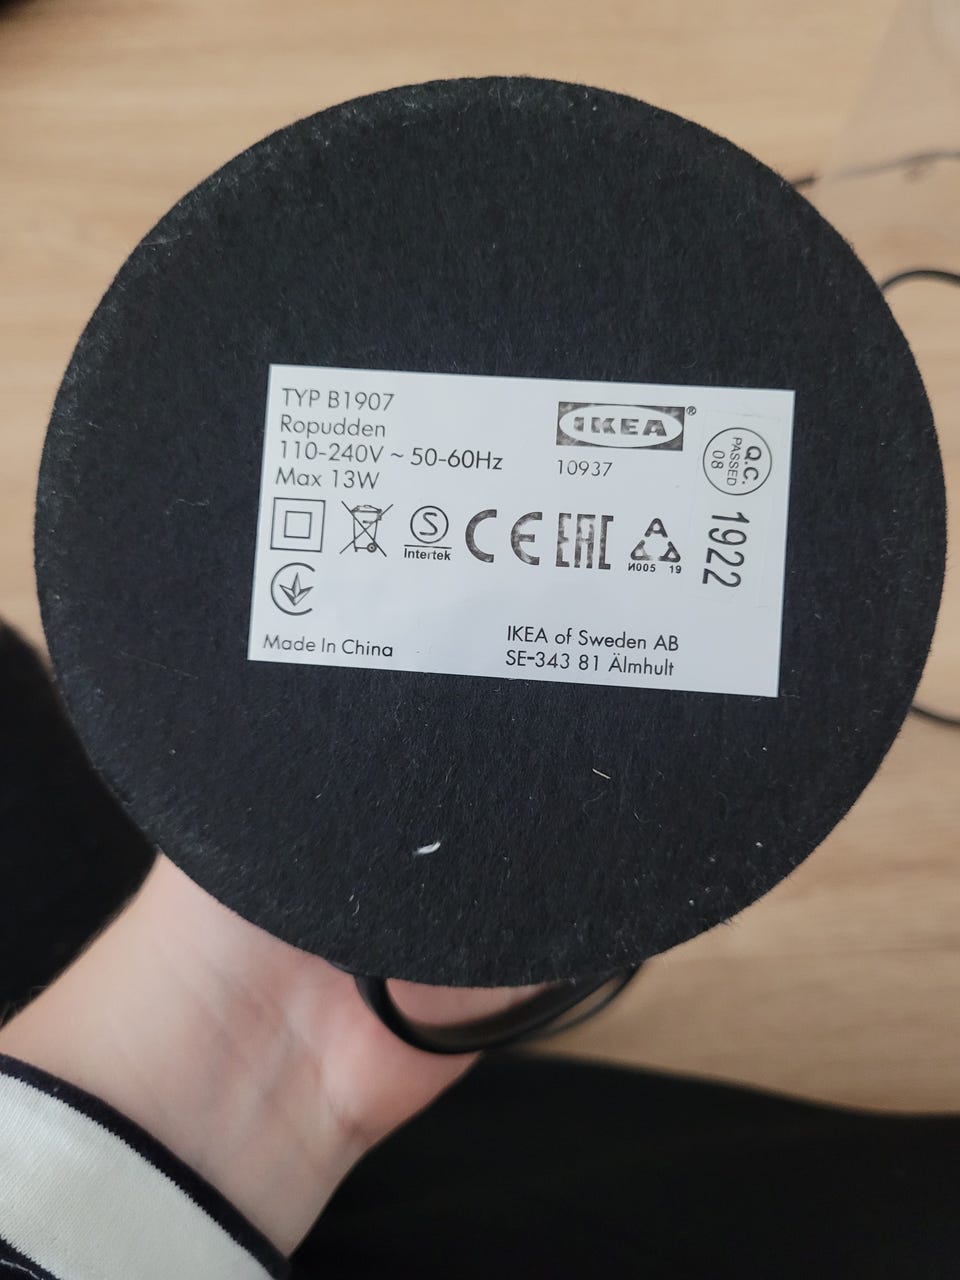 TYP B1907
Ropudden
110-240V ~ 50-60Hz
Max 13W
IKEA®
10937
Q.C.
PASSED
08
1922
S
Intertek
CE
EAC
A
И005 19
Made In China
IKEA of Sweden AB
SE-343 81 Älmhult